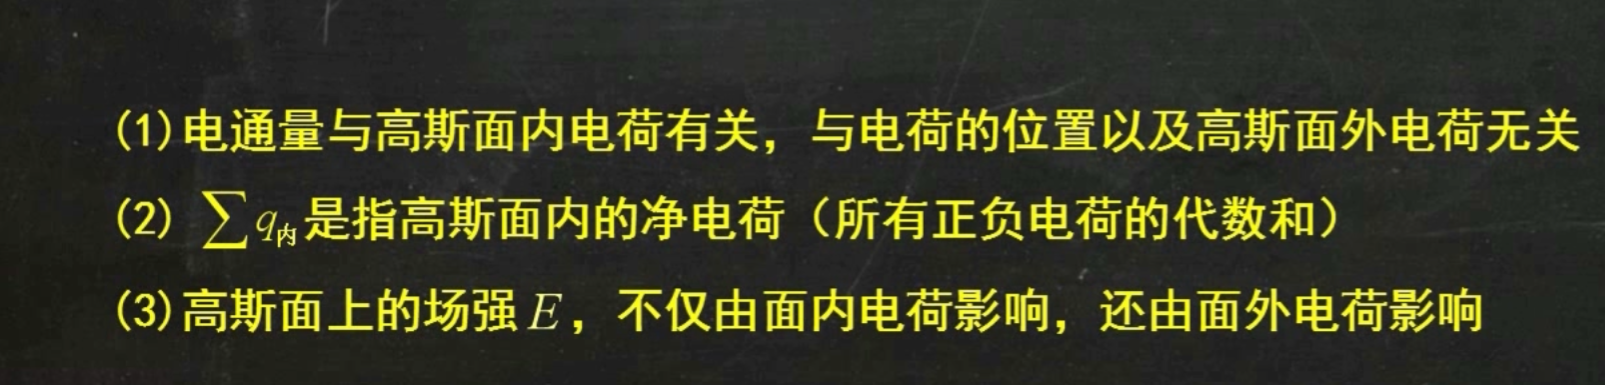 (1)电通量与高斯面内电荷有关，与电荷的位置以及高斯面外电荷无关
(2) ∑q内是指高斯面内的净电荷（所有正负电荷的代数和）
(3)高斯面上的场强E，不仅由面内电荷影响，还由面外电荷影响